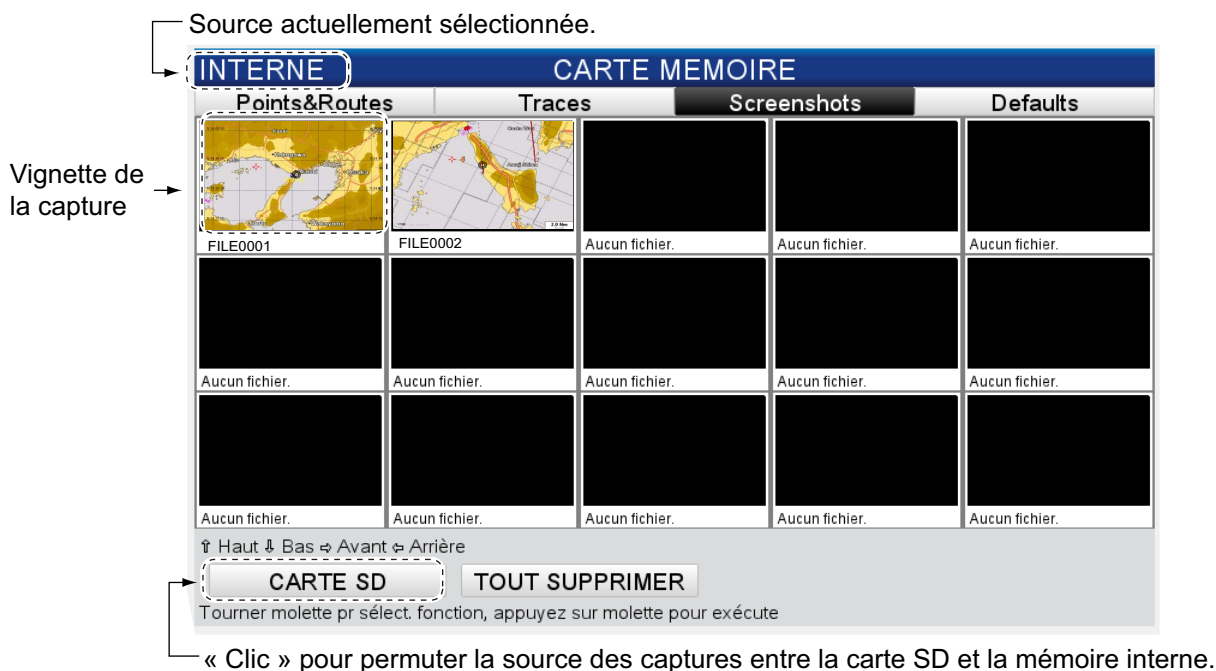 Source actuellement sélectionnée.
INTERNE CARTE MEMOIRE
Points&Routes Traces Screenshots Defaults
Vignette de
la capture
FILE0001 FILE0002 Aucun fichier. Aucun fichier. Aucun fichier.
Aucun fichier. Aucun fichier. Aucun fichier. Aucun fichier. Aucun fichier.
Aucun fichier. Aucun fichier. Aucun fichier. Aucun fichier. Aucun fichier.
⇧ Haut ⇩ Bas ⇨ Avant ⇦ Arrière
CARTE SD TOUT SUPPRIMER
Tourner molette pr sélect. fonction, appuyez sur molette pour exécute
« Clic » pour permuter la source des captures entre la carte SD et la mémoire interne.